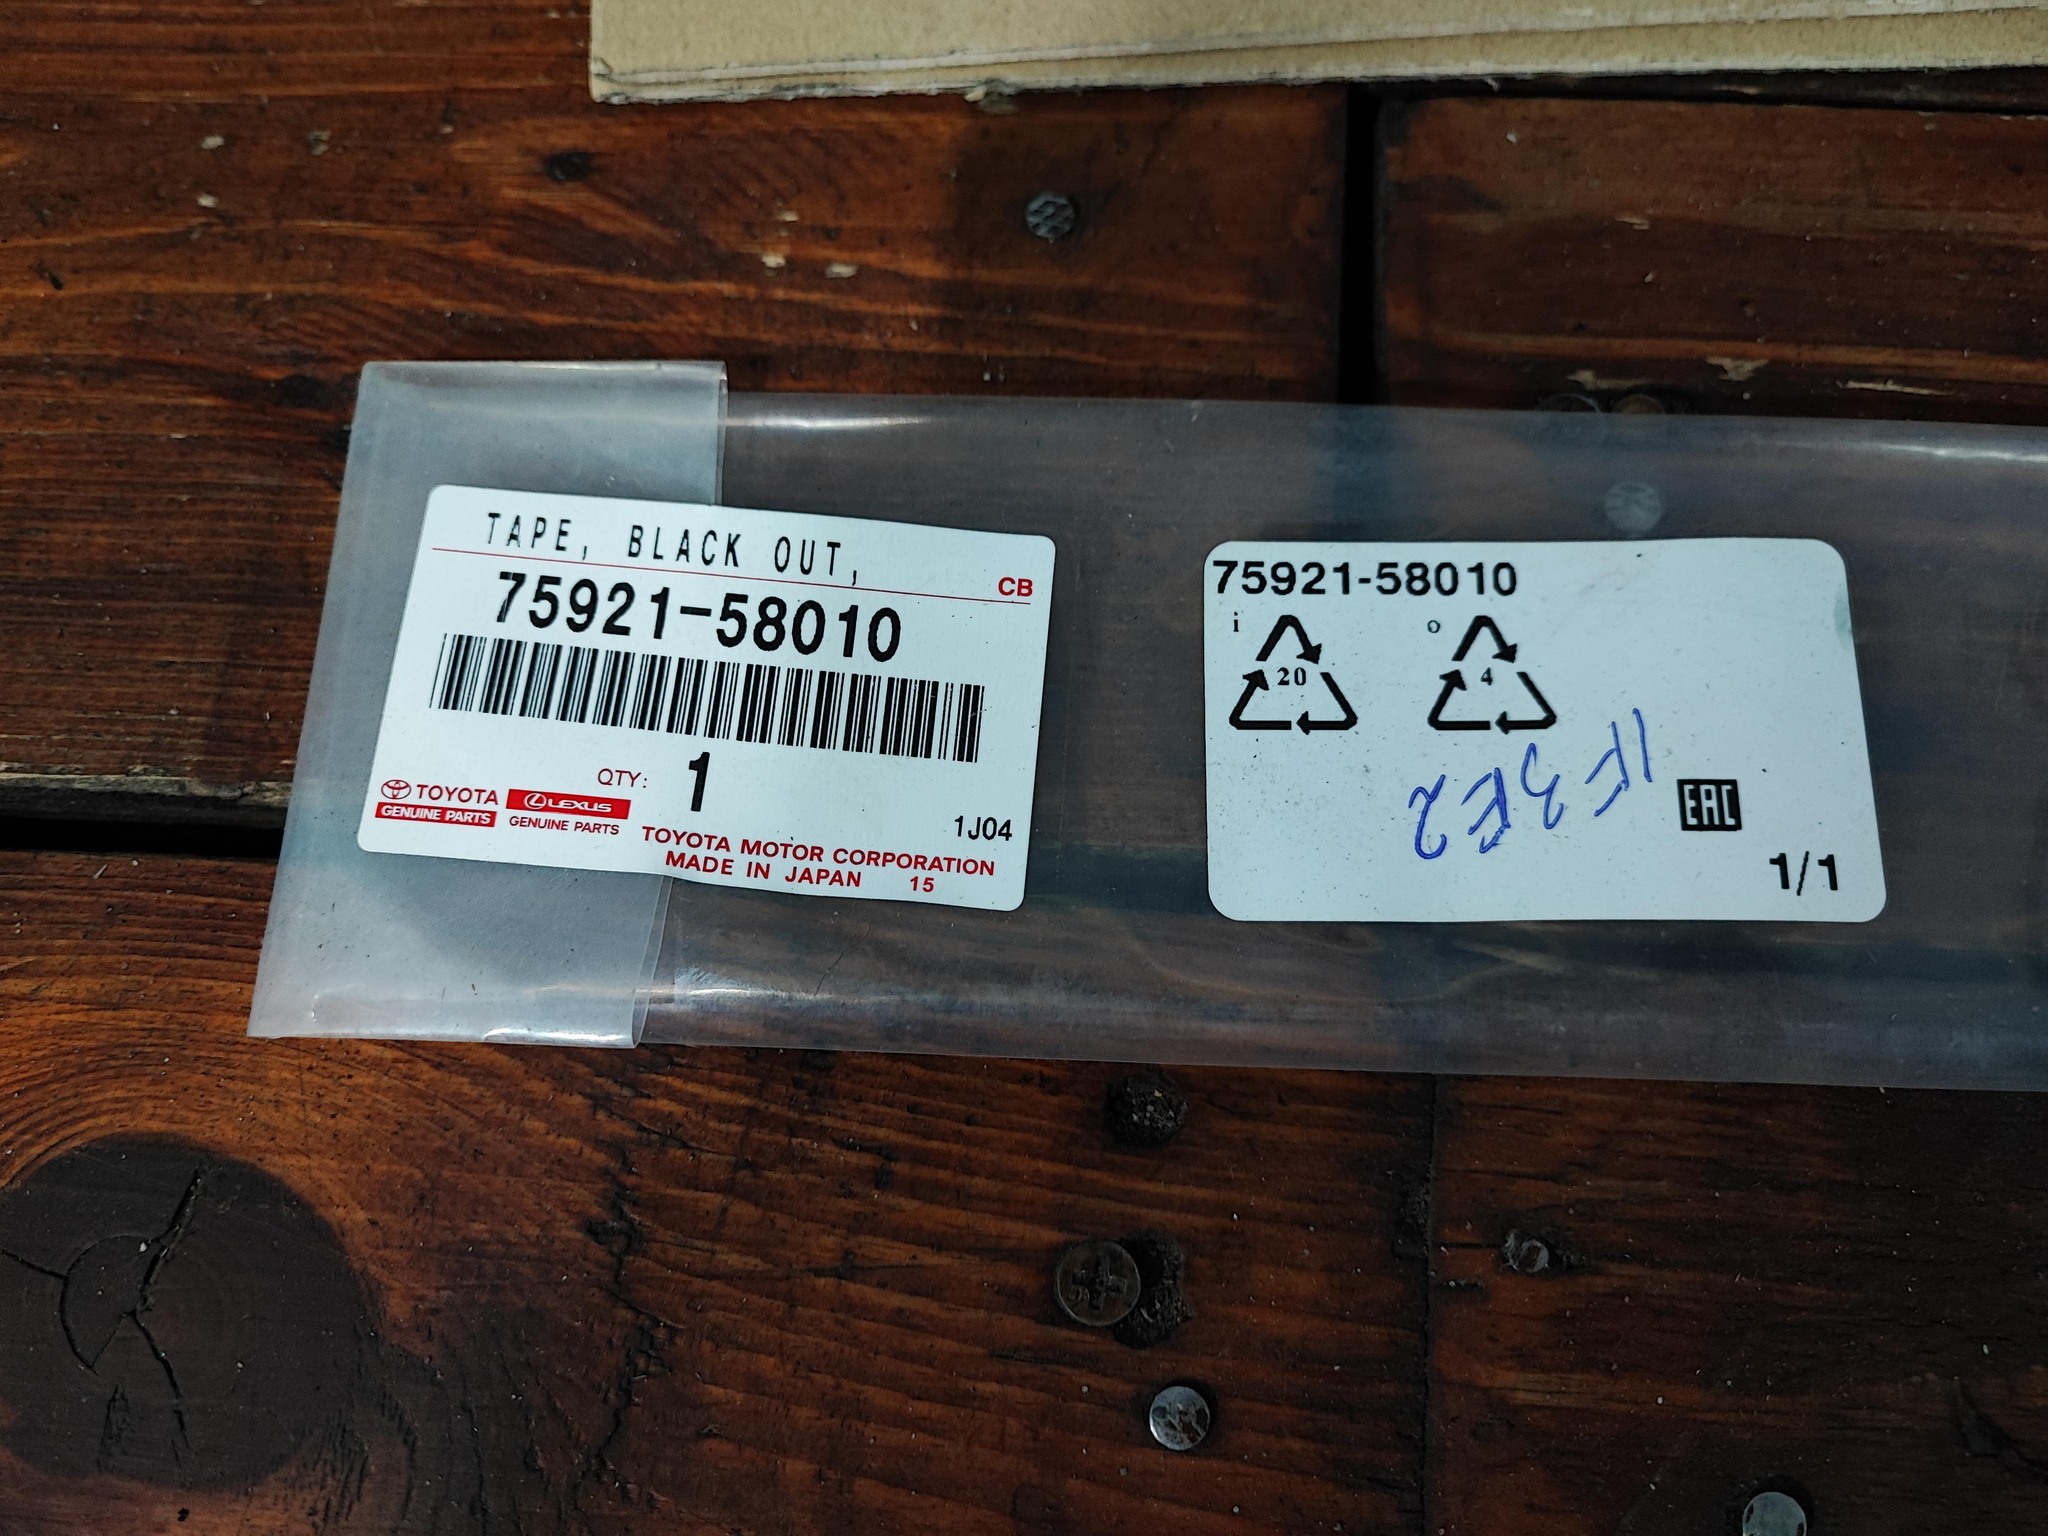 TAPE, BLACK OUT,
CB
75921-58010
QTY: 1
TOYOTA
GENUINE PARTS
LEXUS
GENUINE PARTS
1J04
TOYOTA MOTOR CORPORATION
MADE IN JAPAN 15
75921-58010
i 20
o 4
EAC
1/1